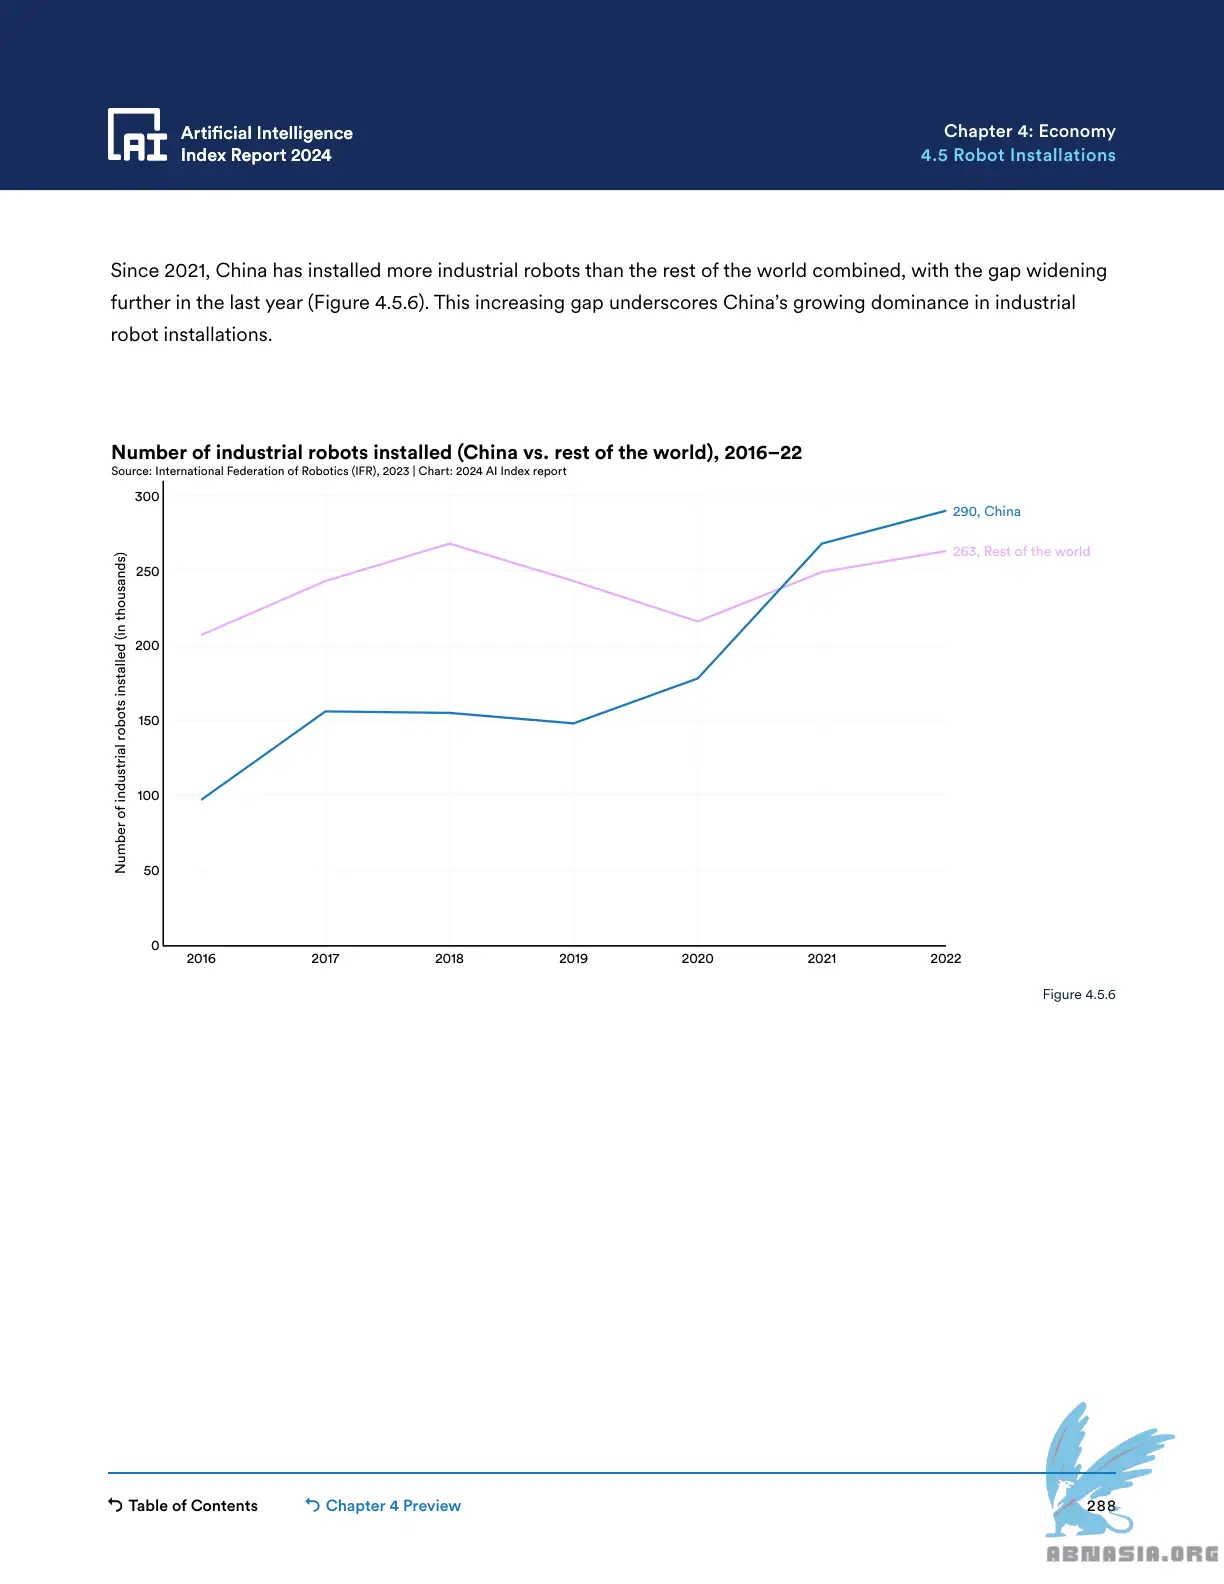 AI
Artificial Intelligence
Index Report 2024
Chapter 4: Economy
4.5 Robot Installations
Since 2021, China has installed more industrial robots than the rest of the world combined, with the gap widening
further in the last year (Figure 4.5.6). This increasing gap underscores China’s growing dominance in industrial
robot installations.
Number of industrial robots installed (China vs. rest of the world), 2016–22
Source: International Federation of Robotics (IFR), 2023 | Chart: 2024 AI Index report
Number of industrial robots installed (in thousands)
300
250
200
150
100
50
0
2016 2017 2018 2019 2020 2021 2022
290, China
263, Rest of the world
Figure 4.5.6
Table of Contents
Chapter 4 Preview
288
ABNASIA.ORG